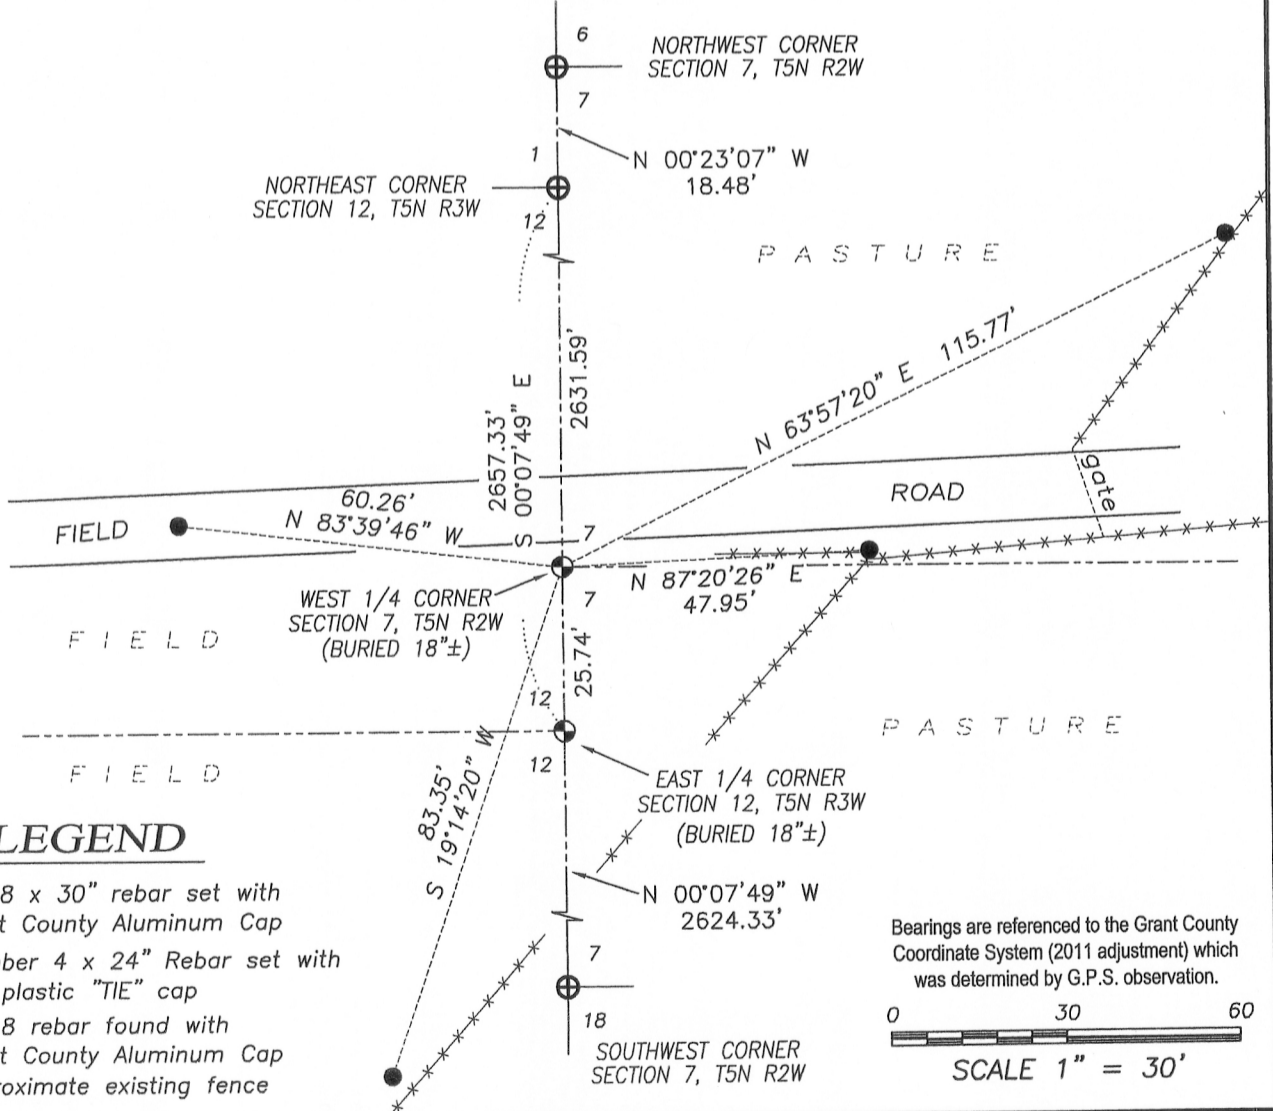 6
NORTHWEST CORNER
SECTION 7, T5N R2W
7
1
N 00°23'07" W
18.48'
NORTHEAST CORNER
SECTION 12, T5N R3W
12
PASTURE
2631.59'
2657.33'
S 00°07'49" E
N 63°57'20" E 115.77'
gate
ROAD
60.26'
N 83°39'46" W
FIELD
7
N 87°20'26" E
47.95'
WEST 1/4 CORNER
SECTION 7, T5N R2W
(BURIED 18"±)
7
FIELD
25.74'
12
PASTURE
12
FIELD
EAST 1/4 CORNER
SECTION 12, T5N R3W
(BURIED 18"±)
83.35'
S 19°14'20" W
LEGEND
8 x 30" rebar set with
t County Aluminum Cap
ber 4 x 24" Rebar set with
plastic "TIE" cap
8 rebar found with
t County Aluminum Cap
roximate existing fence
N 00°07'49" W
2624.33'
7
18
SOUTHWEST CORNER
SECTION 7, T5N R2W
Bearings are referenced to the Grant County
Coordinate System (2011 adjustment) which
was determined by G.P.S. observation.
0 30 60
SCALE 1" = 30'